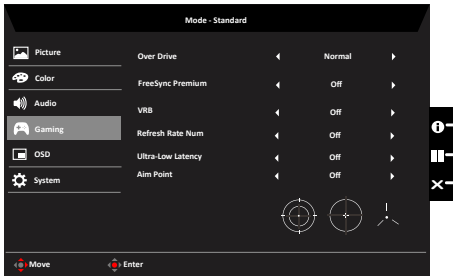 Mode - Standard
Picture
Color
Audio
Gaming
OSD
System
Over Drive Normal
FreeSync Premium Off
VRB Off
Refresh Rate Num Off
Ultra-Low Latency Off
Aim Point Off
Move Enter